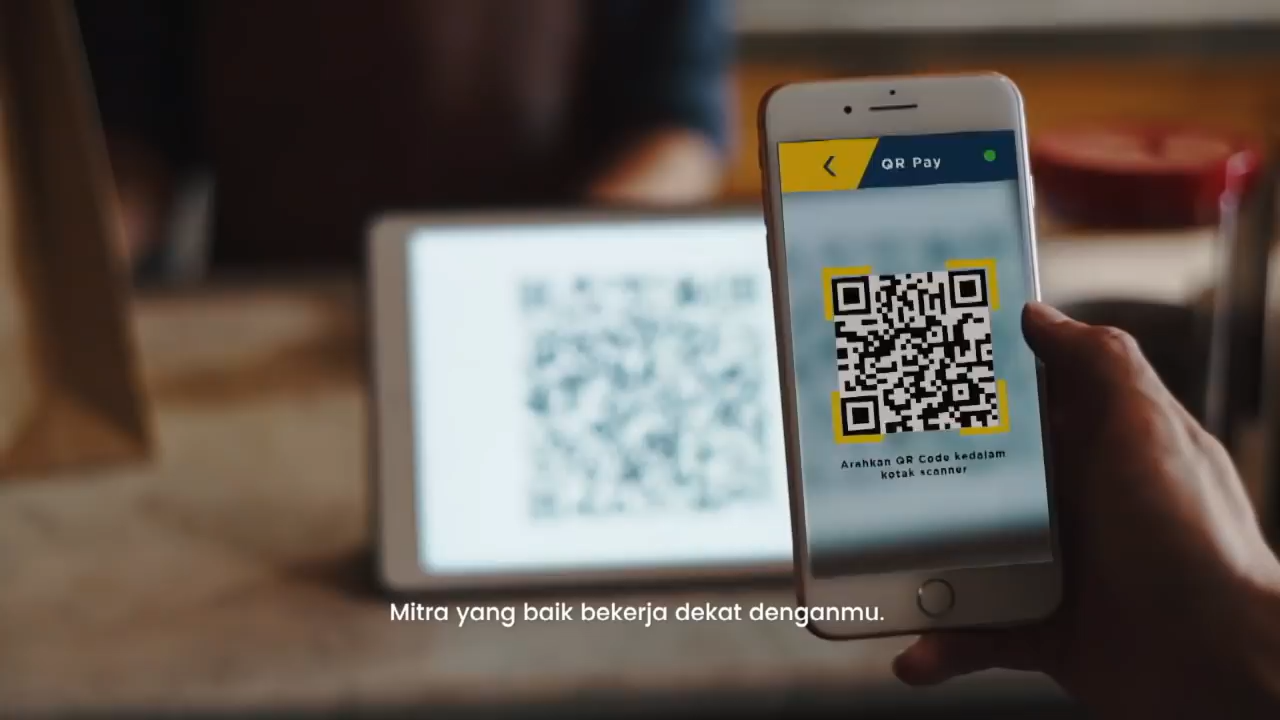 QR Pay
Arahkan QR Code kedalam
kotak scanner
Mitra yang baik bekerja dekat denganmu.